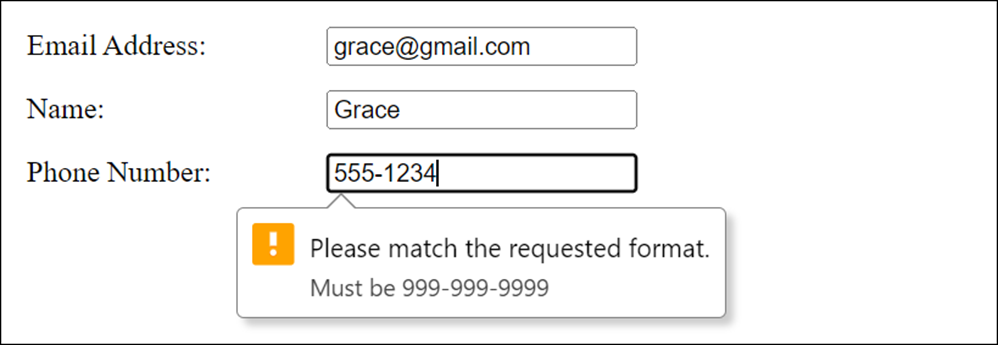 Email Address: grace@gmail.com
Name: Grace
Phone Number: 555-1234
Please match the requested format.
Must be 999-999-9999